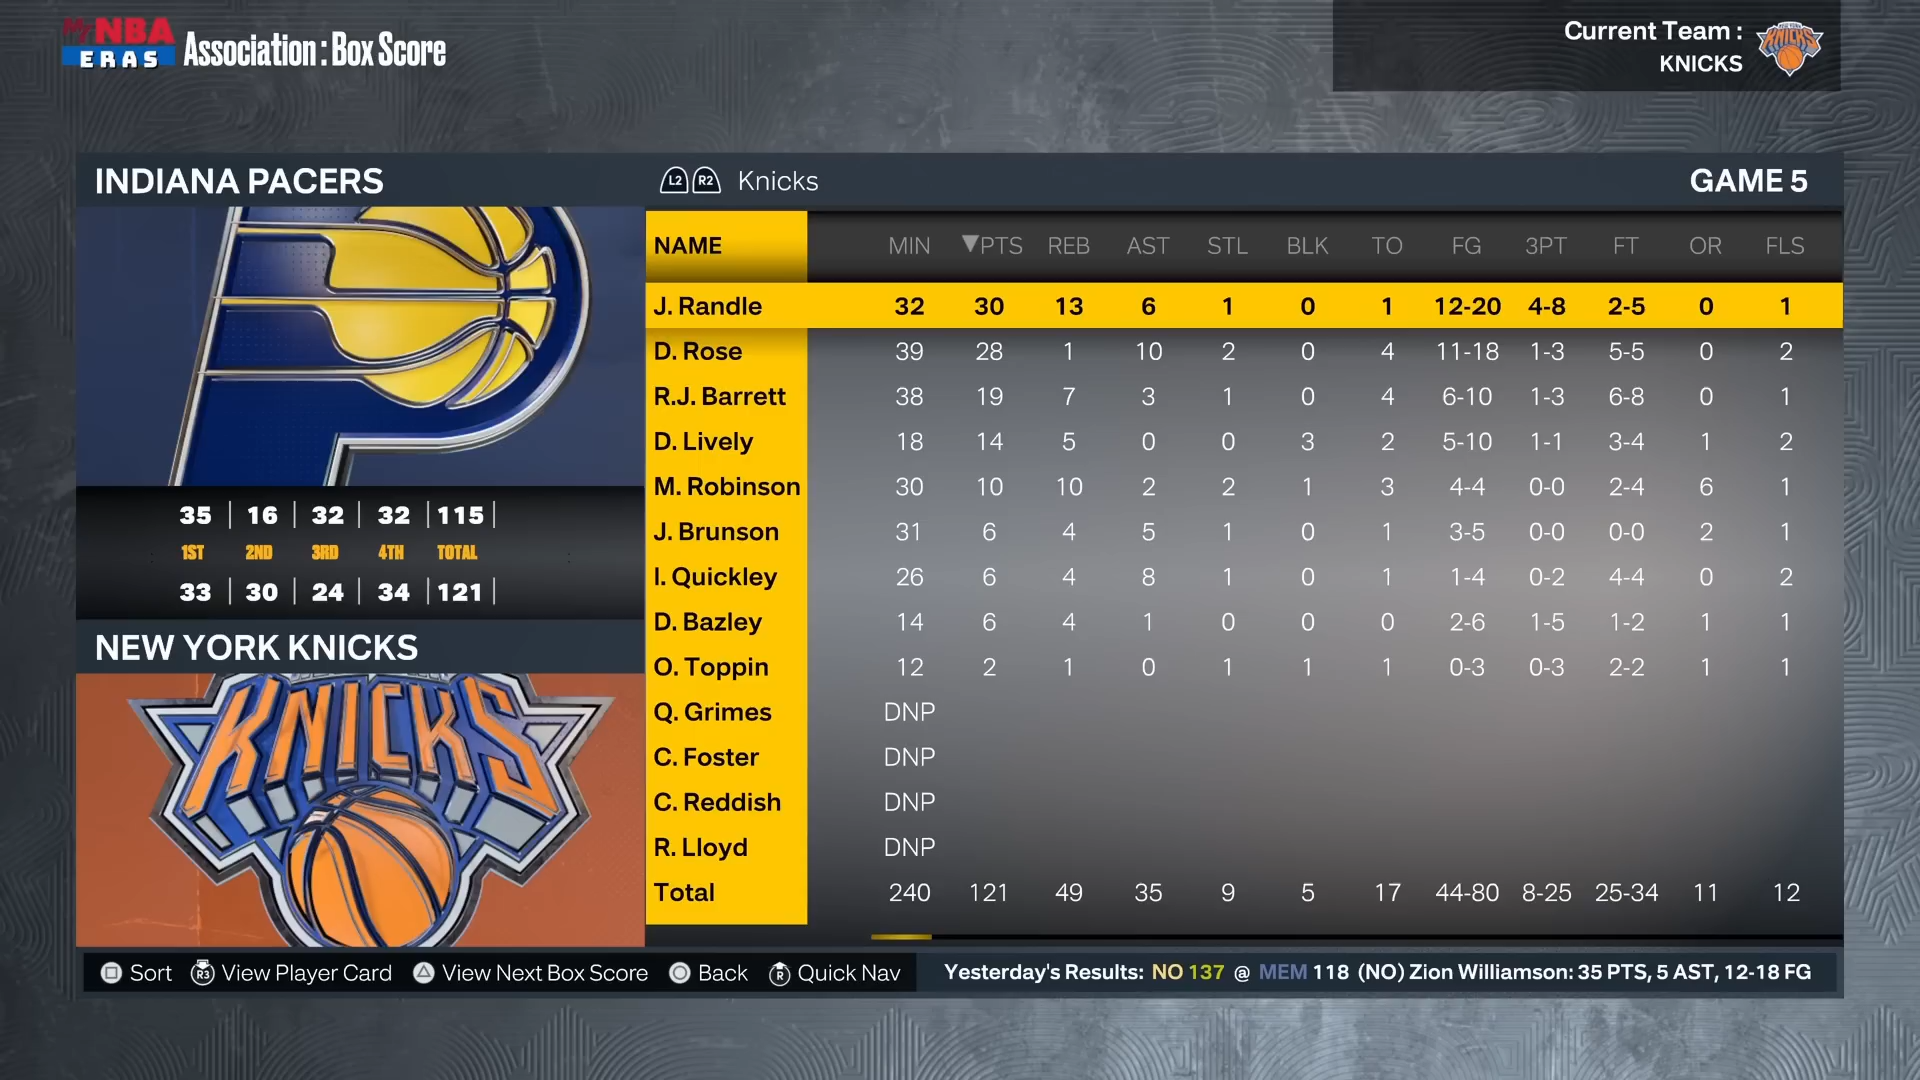 My NBA ERAS Association : Box Score
Current Team :
KNICKS
INDIANA PACERS
35 | 16 | 32 | 32 | 115 |
1ST 2ND 3RD 4TH TOTAL
33 | 30 | 24 | 34 | 121 |
NEW YORK KNICKS
KNICKS
L2 R2 Knicks GAME 5
NAME MIN ▼PTS REB AST STL BLK TO FG 3PT FT OR FLS
J. Randle 32 30 13 6 1 0 1 12-20 4-8 2-5 0 1
D. Rose 39 28 1 10 2 0 4 11-18 1-3 5-5 0 2
R.J. Barrett 38 19 7 3 1 0 4 6-10 1-3 6-8 0 1
D. Lively 18 14 5 0 0 3 2 5-10 1-1 3-4 1 2
M. Robinson 30 10 10 2 2 1 3 4-4 0-0 2-4 6 1
J. Brunson 31 6 4 5 1 0 1 3-5 0-0 0-0 2 1
I. Quickley 26 6 4 8 1 0 1 1-4 0-2 4-4 0 2
D. Bazley 14 6 4 1 0 0 0 2-6 1-5 1-2 1 1
O. Toppin 12 2 1 0 1 1 1 0-3 0-3 2-2 1 1
Q. Grimes DNP
C. Foster DNP
C. Reddish DNP
R. Lloyd DNP
Total 240 121 49 35 9 5 17 44-80 8-25 25-34 11 12
Sort R3 View Player Card View Next Box Score Back R Quick Nav
Yesterday's Results: NO 137 @ MEM 118 (NO) Zion Williamson: 35 PTS, 5 AST, 12-18 FG